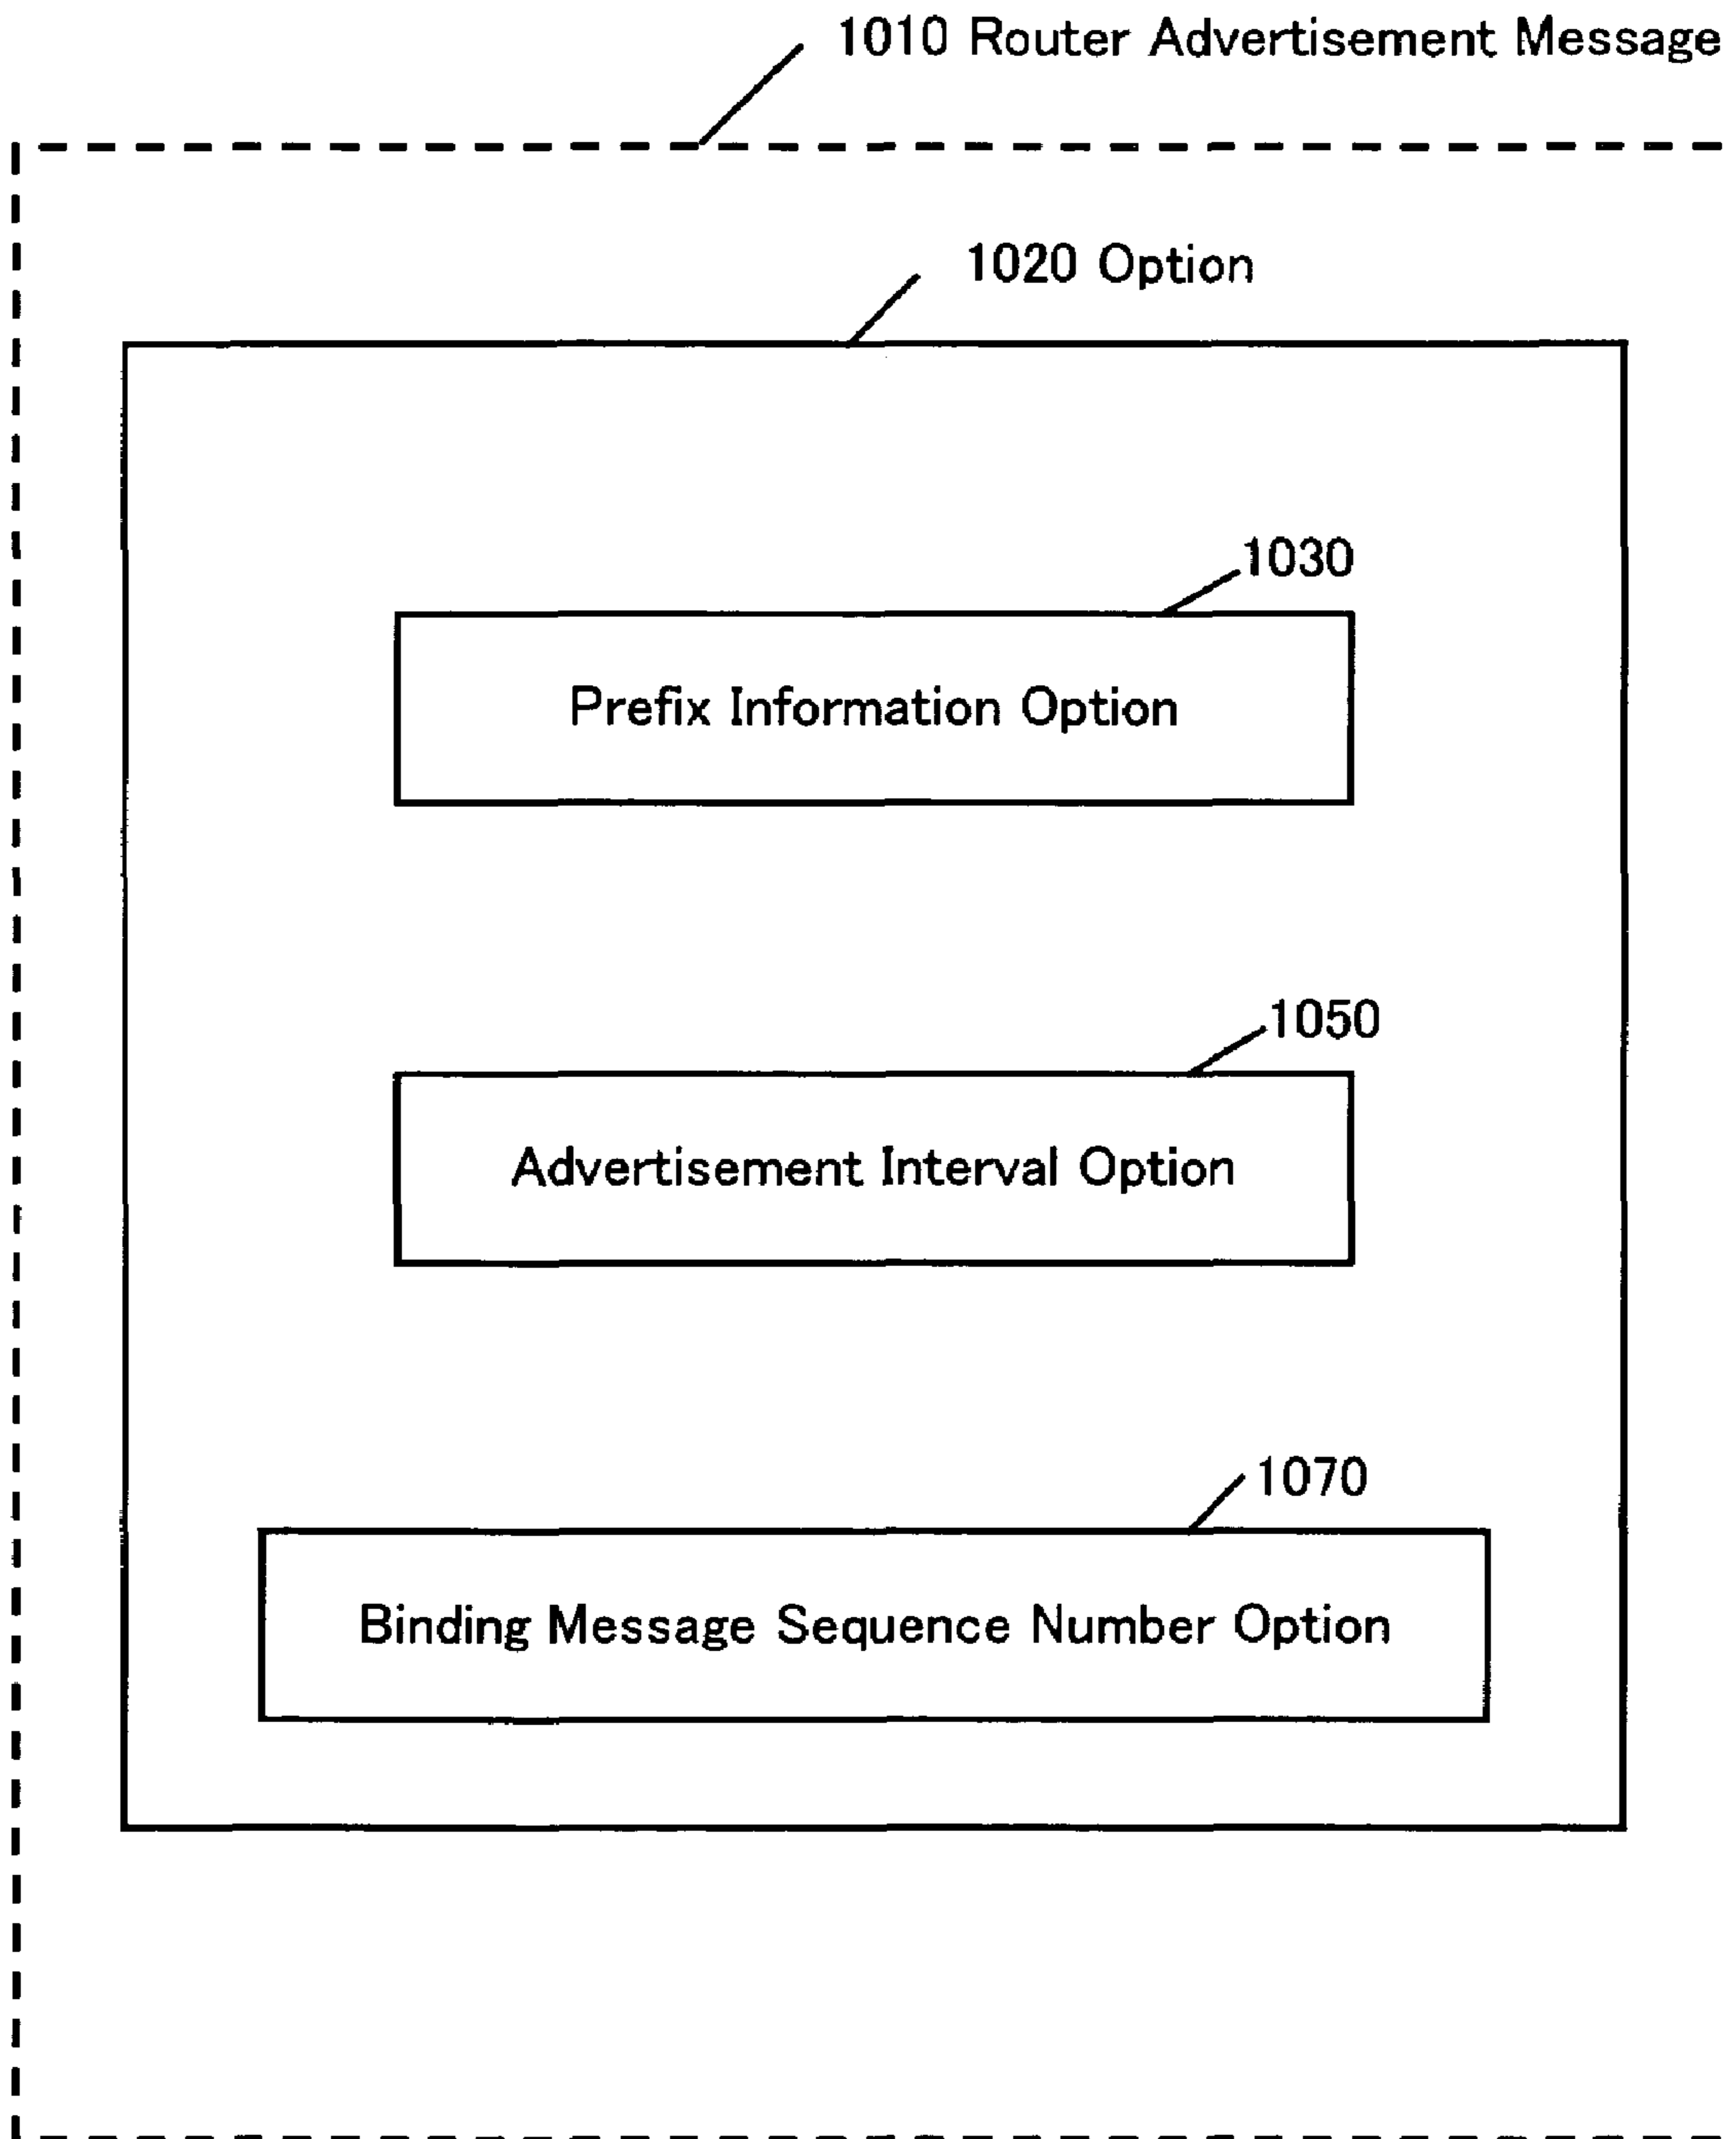 1010 Router Advertisement Message
1020 Option
1030
Prefix Information Option
1050
Advertisement Interval Option
1070
Binding Message Sequence Number Option